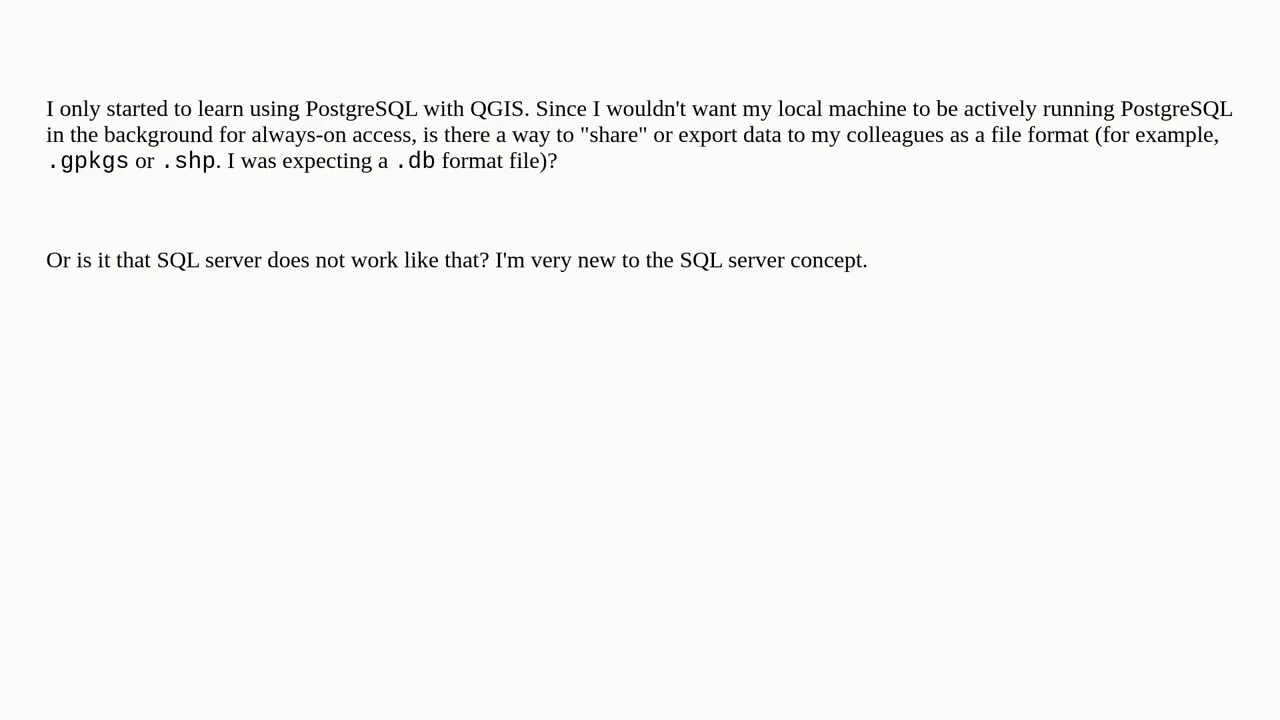 I only started to learn using PostgreSQL with QGIS. Since I wouldn't want my local machine to be actively running PostgreSQL
in the background for always-on access, is there a way to "share" or export data to my colleagues as a file format (for example,
.gpkgs or .shp. I was expecting a .db format file)?
Or is it that SQL server does not work like that? I'm very new to the SQL server concept.